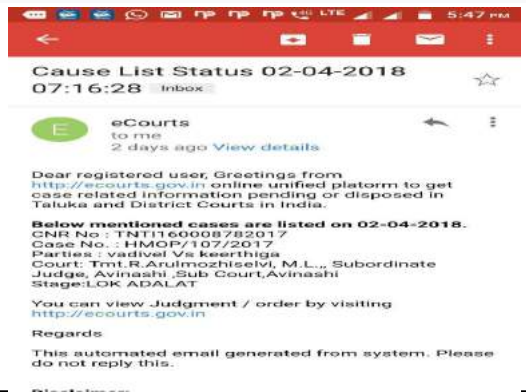 LTE 5:47 PM
Cause List Status 02-04-2018
07:16:28 Inbox
E
eCourts
to me
2 days ago View details
Dear registered user, Greetings from
http://ecourts.gov.in online unified platorm to get
case related information pending or disposed in
Taluka and District Courts in India.
Below mentioned cases are listed on 02-04-2018.
CNR No : TNTI160008782017
Case No. : HMOP/107/2017
Parties : vadivel Vs keerthiga
Court: Tmt.R.Arulmozhiselvi, M.L.,, Subordinate
Judge, Avinashi ,Sub Court,Avinashi
Stage:LOK ADALAT
You can view Judgment / order by visiting
http://ecourts.gov.in
Regards
This automated email generated from system. Please
do not reply this.